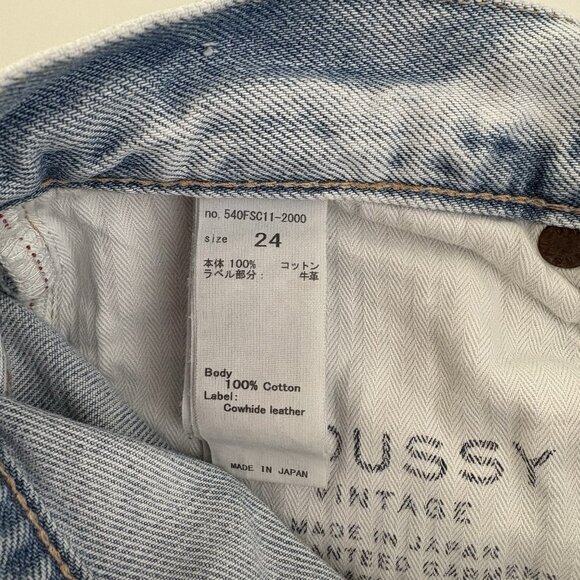 no. 540FSC11-2000
size 24
本体 100% コットン
ラベル部分: 牛革
Body
100% Cotton
Label:
Cowhide leather
MADE IN JAPAN
OUSSY
VINTAGE
MADE IN JAPAN